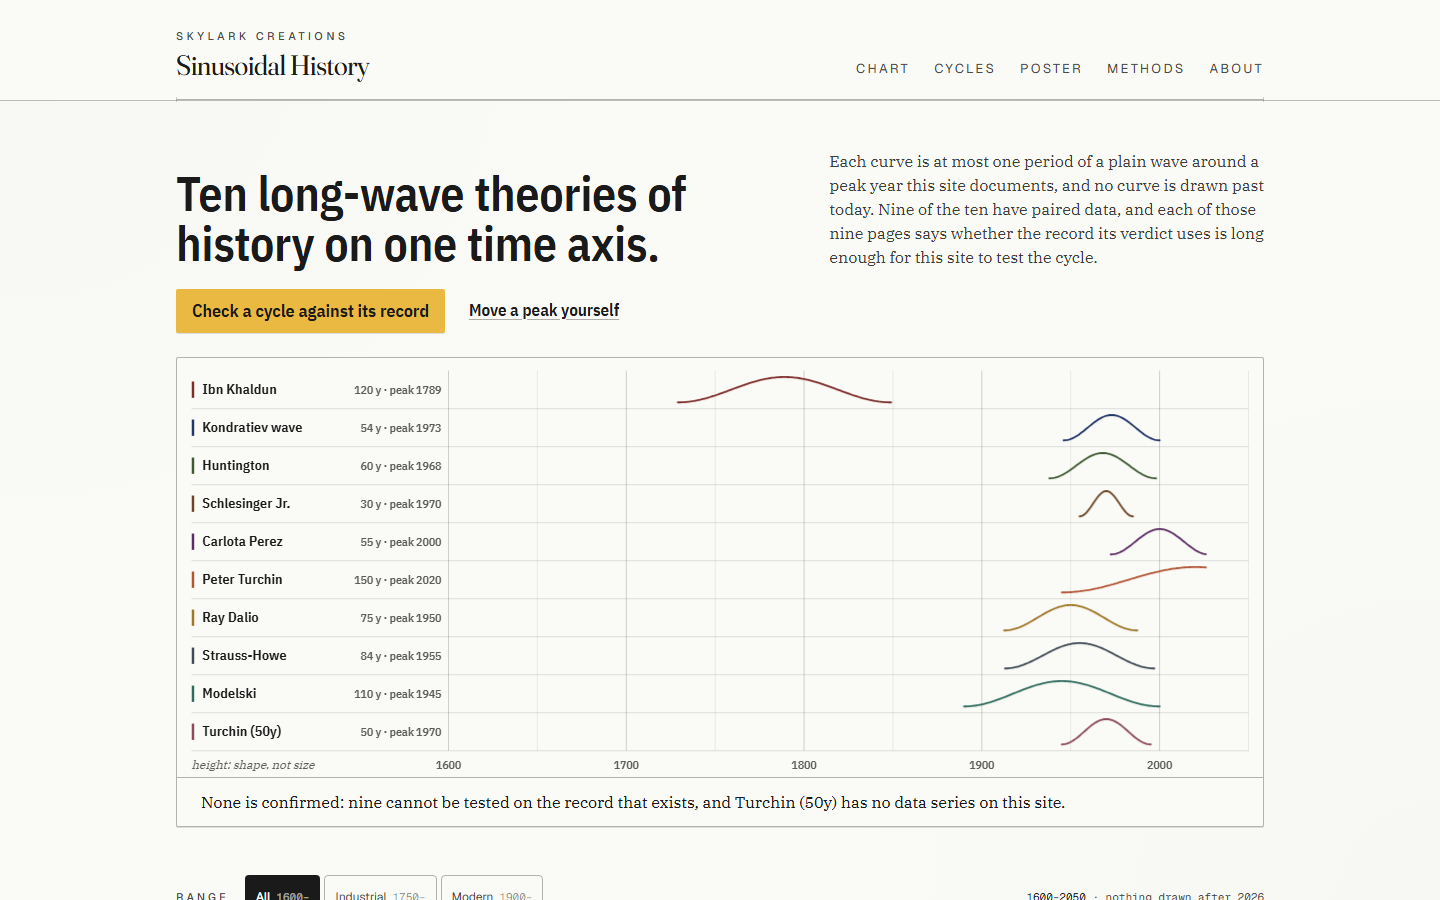 SKYLARK CREATIONS
Sinusoidal History
CHART CYCLES POSTER METHODS ABOUT
Ten long-wave theories of
history on one time axis.
Each curve is at most one period of a plain wave around a
peak year this site documents, and no curve is drawn past
today. Nine of the ten have paired data, and each of those
nine pages says whether the record its verdict uses is long
enough for this site to test the cycle.
Check a cycle against its record
Move a peak yourself
Ibn Khaldun 120 y · peak 1789
Kondratiev wave 54 y · peak 1973
Huntington 60 y · peak 1968
Schlesinger Jr. 30 y · peak 1970
Carlota Perez 55 y · peak 2000
Peter Turchin 150 y · peak 2020
Ray Dalio 75 y · peak 1950
Strauss-Howe 84 y · peak 1955
Modelski 110 y · peak 1945
Turchin (50y) 50 y · peak 1970
height: shape, not size 1600 1700 1800 1900 2000
None is confirmed: nine cannot be tested on the record that exists, and Turchin (50y) has no data series on this site.
RANGE All 1600– Industrial 1750– Modern 1900– 1600–2050 · nothing drawn after 2026